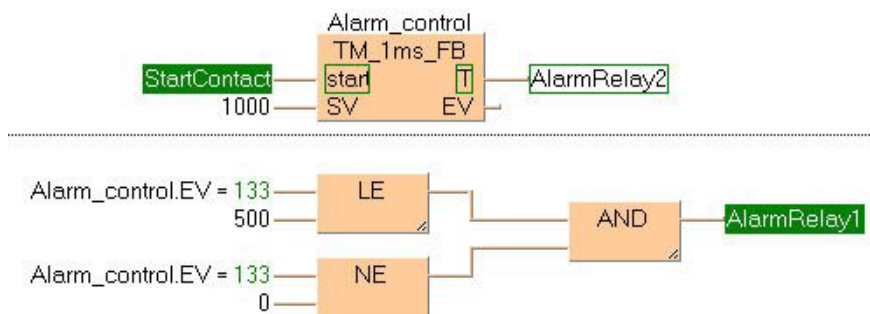 Alarm_control
TM_1ms_FB
StartContact start T AlarmRelay2
1000 SV EV
Alarm_control.EV = 133 LE
500 AND AlarmRelay1
Alarm_control.EV = 133 NE
0